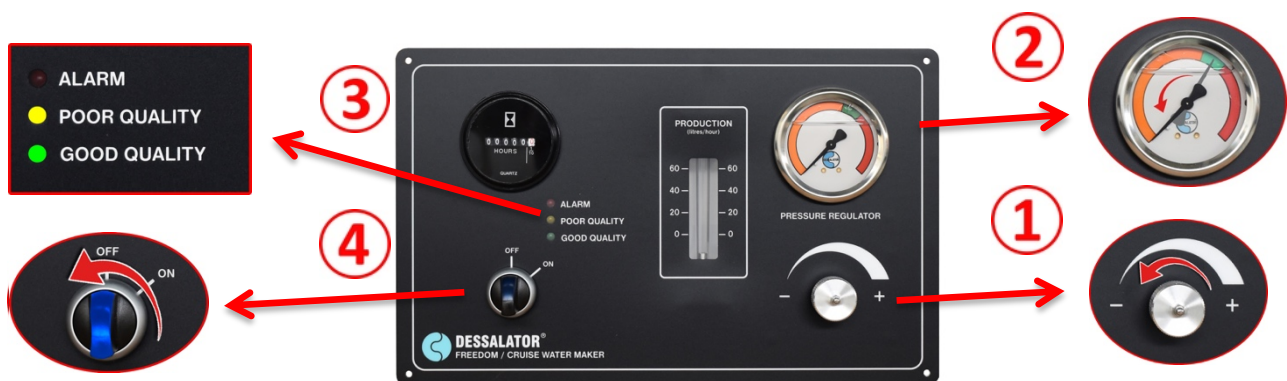 ALARM
POOR QUALITY
GOOD QUALITY
③
②
①
④
OFF
ON
HOURS
QUARTZ
ALARM
POOR QUALITY
GOOD QUALITY
OFF
ON
PRODUCTION
(litres/hour)
60 60
40 40
20 20
0 0
PRESSURE REGULATOR
- +
- +
DESSALATOR®
FREEDOM / CRUISE WATER MAKER